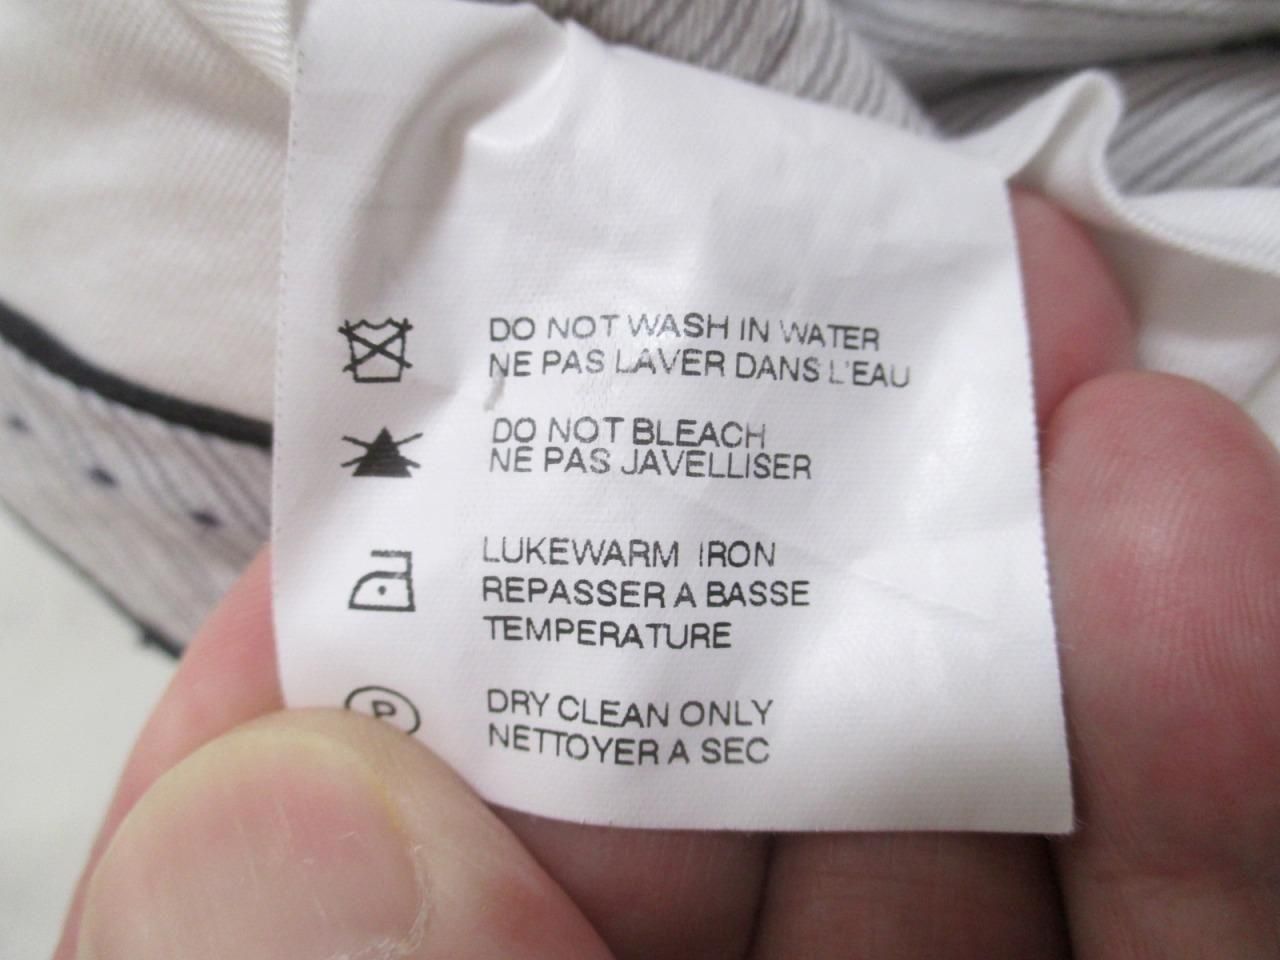 DO NOT WASH IN WATER
NE PAS LAVER DANS L'EAU
DO NOT BLEACH
NE PAS JAVELLISER
LUKEWARM IRON
REPASSER A BASSE
TEMPERATURE
P
DRY CLEAN ONLY
NETTOYER A SEC